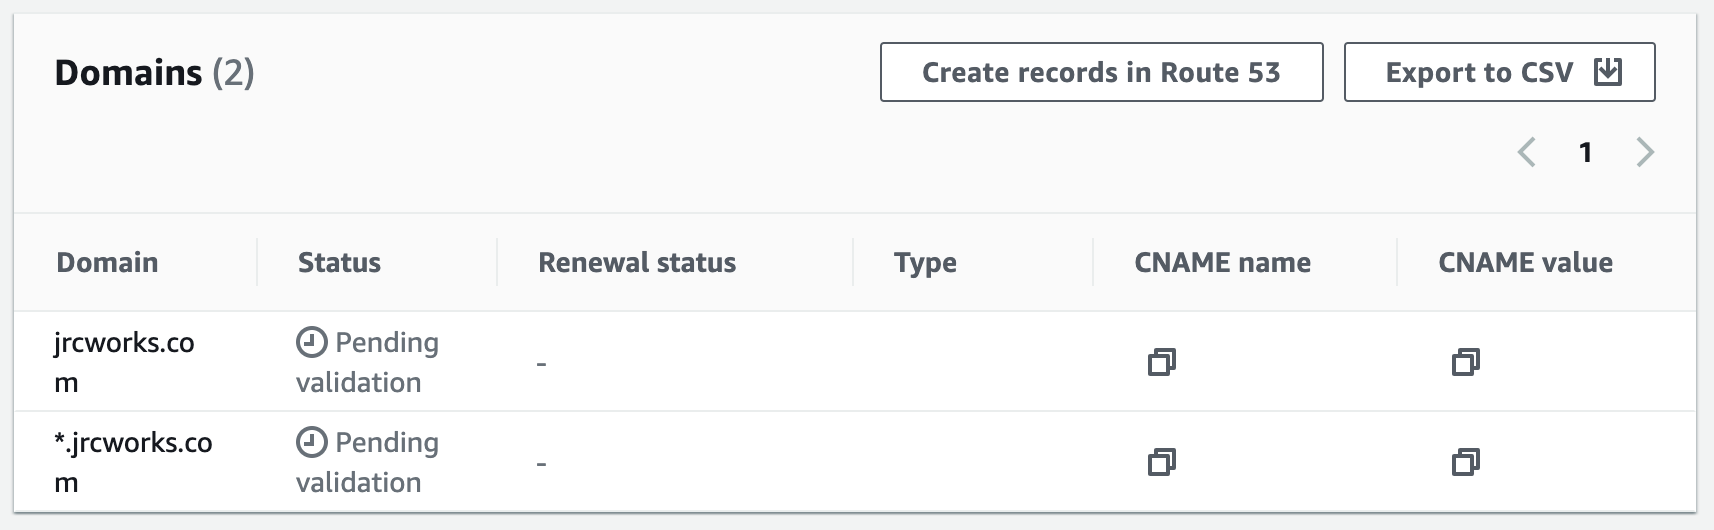 Domains (2)
Create records in Route 53
Export to CSV
1
Domain Status Renewal status Type CNAME name CNAME value
jrcworks.co
m
Pending
validation
-
*.jrcworks.co
m
Pending
validation
-